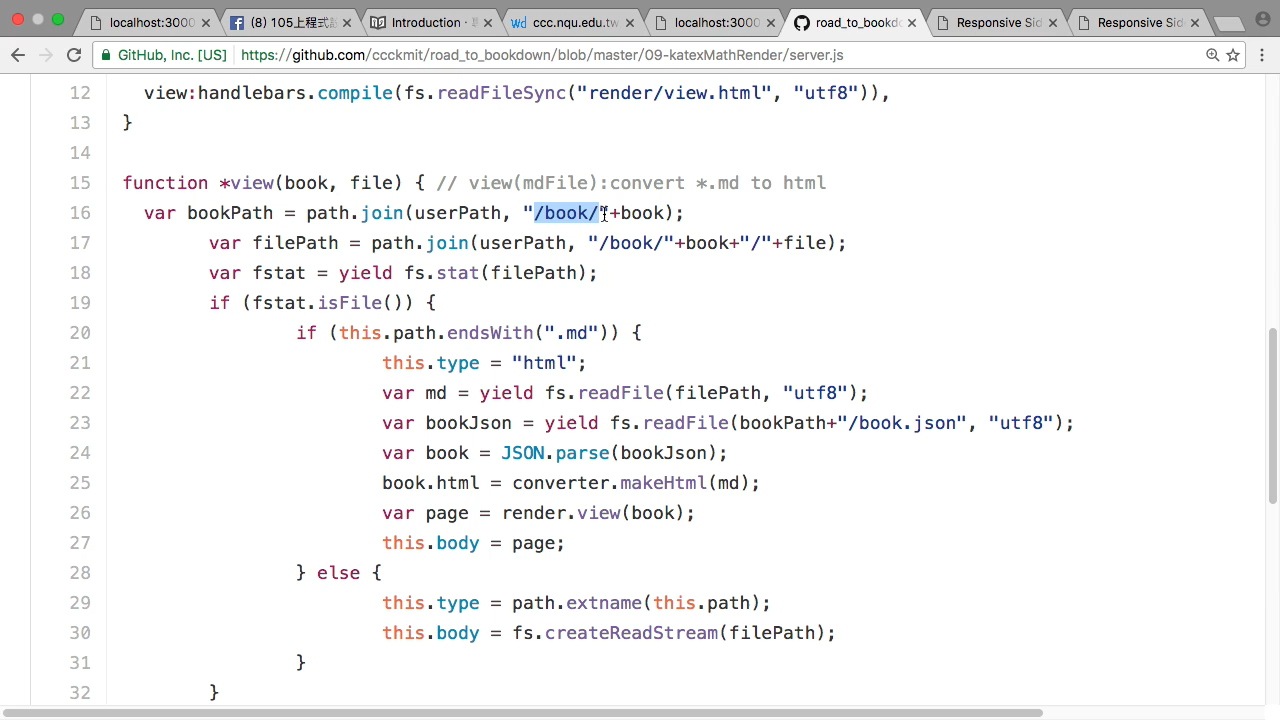 localhost:3000
(8) 105上程式設
Introduction ·
ccc.nqu.edu.tw
localhost:3000
road_to_bookdo
Responsive Sid
Responsive Sid
GitHub, Inc. [US] https://github.com/ccckmit/road_to_bookdown/blob/master/09-katexMathRender/server.js
12 view:handlebars.compile(fs.readFileSync("render/view.html", "utf8")),
13 }
14
15 function *view(book, file) { // view(mdFile):convert *.md to html
16 var bookPath = path.join(userPath, "/book/"+book);
17 var filePath = path.join(userPath, "/book/"+book+"/"+file);
18 var fstat = yield fs.stat(filePath);
19 if (fstat.isFile()) {
20 if (this.path.endsWith(".md")) {
21 this.type = "html";
22 var md = yield fs.readFile(filePath, "utf8");
23 var bookJson = yield fs.readFile(bookPath+"/book.json", "utf8");
24 var book = JSON.parse(bookJson);
25 book.html = converter.makeHtml(md);
26 var page = render.view(book);
27 this.body = page;
28 } else {
29 this.type = path.extname(this.path);
30 this.body = fs.createReadStream(filePath);
31 }
32 }